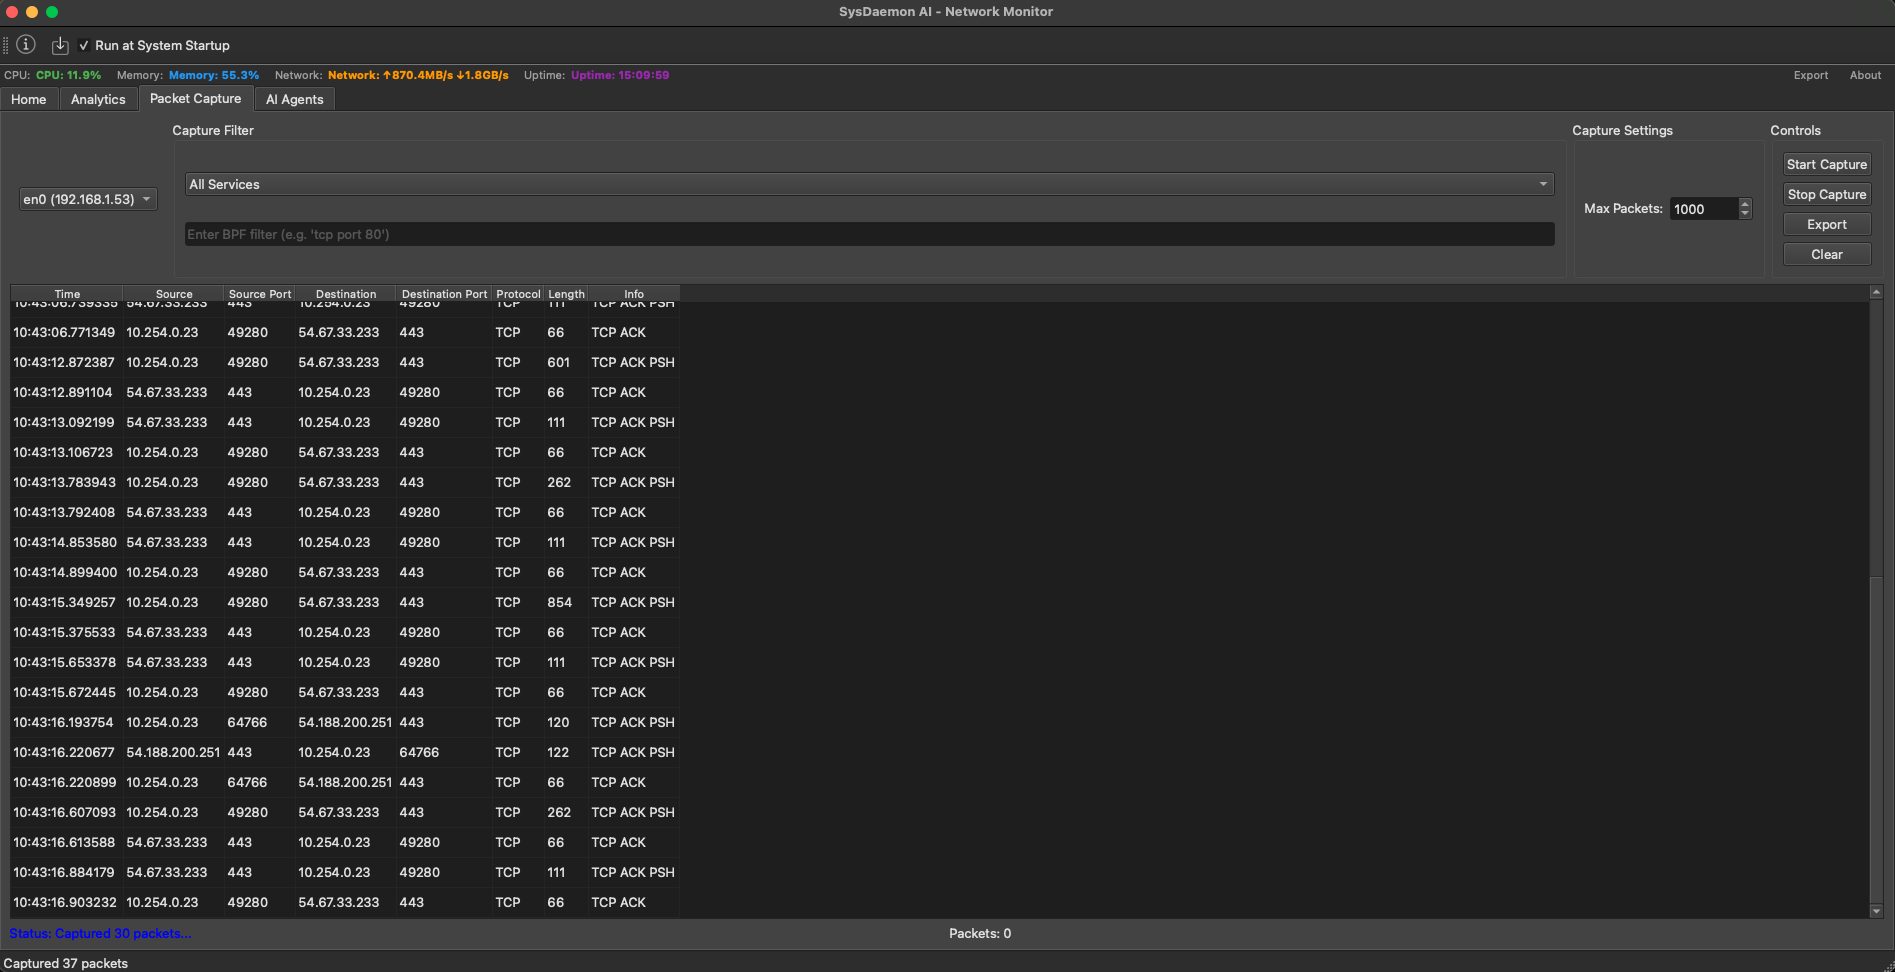 SysDaemon AI - Network Monitor
Run at System Startup
CPU: CPU: 11.9% Memory: Memory: 55.3% Network: Network: ↑870.4MB/s ↓1.8GB/s Uptime: Uptime: 15:09:59 Export About
Home Analytics Packet Capture AI Agents
Capture Filter Capture Settings Controls
All Services
en0 (192.168.1.53)
Enter BPF filter (e.g. 'tcp port 80')
Max Packets: 1000
Start Capture
Stop Capture
Export
Clear
Time Source Source Port Destination Destination Port Protocol Length Info
10:43:06.739335 54.67.33.233 443 10.254.0.23 49280 TCP 111 TCP ACK PSH
10:43:06.771349 10.254.0.23 49280 54.67.33.233 443 TCP 66 TCP ACK
10:43:12.872387 10.254.0.23 49280 54.67.33.233 443 TCP 601 TCP ACK PSH
10:43:12.891104 54.67.33.233 443 10.254.0.23 49280 TCP 66 TCP ACK
10:43:13.092199 54.67.33.233 443 10.254.0.23 49280 TCP 111 TCP ACK PSH
10:43:13.106723 10.254.0.23 49280 54.67.33.233 443 TCP 66 TCP ACK
10:43:13.783943 10.254.0.23 49280 54.67.33.233 443 TCP 262 TCP ACK PSH
10:43:13.792408 54.67.33.233 443 10.254.0.23 49280 TCP 66 TCP ACK
10:43:14.853580 54.67.33.233 443 10.254.0.23 49280 TCP 111 TCP ACK PSH
10:43:14.899400 10.254.0.23 49280 54.67.33.233 443 TCP 66 TCP ACK
10:43:15.349257 10.254.0.23 49280 54.67.33.233 443 TCP 854 TCP ACK PSH
10:43:15.375533 54.67.33.233 443 10.254.0.23 49280 TCP 66 TCP ACK
10:43:15.653378 54.67.33.233 443 10.254.0.23 49280 TCP 111 TCP ACK PSH
10:43:15.672445 10.254.0.23 49280 54.67.33.233 443 TCP 66 TCP ACK
10:43:16.193754 10.254.0.23 64766 54.188.200.251 443 TCP 120 TCP ACK PSH
10:43:16.220677 54.188.200.251 443 10.254.0.23 64766 TCP 122 TCP ACK PSH
10:43:16.220899 10.254.0.23 64766 54.188.200.251 443 TCP 66 TCP ACK
10:43:16.607093 10.254.0.23 49280 54.67.33.233 443 TCP 262 TCP ACK PSH
10:43:16.613588 54.67.33.233 443 10.254.0.23 49280 TCP 66 TCP ACK
10:43:16.884179 54.67.33.233 443 10.254.0.23 49280 TCP 111 TCP ACK PSH
10:43:16.903232 10.254.0.23 49280 54.67.33.233 443 TCP 66 TCP ACK
Status: Captured 30 packets... Packets: 0
Captured 37 packets